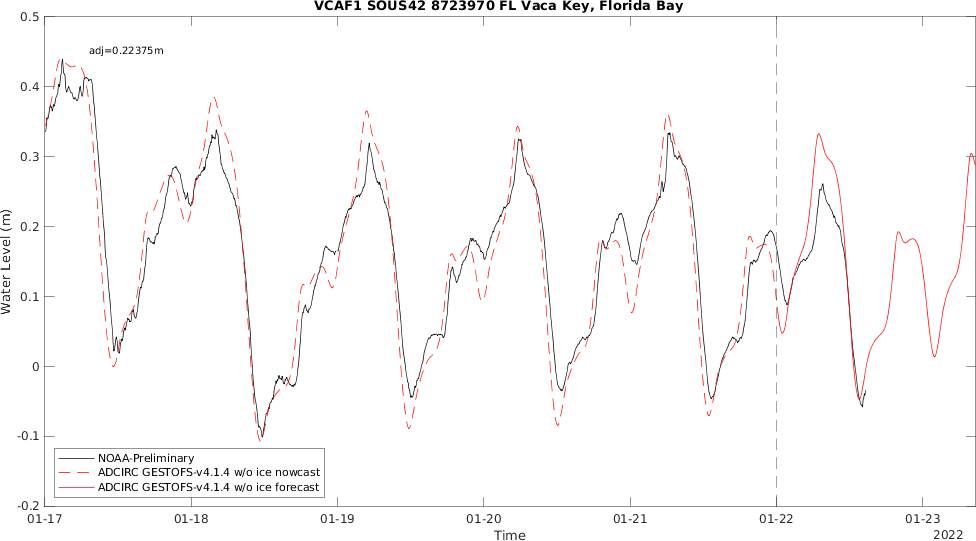 VCAF1 SOUS42 8723970 FL Vaca Key, Florida Bay
adj=0.22375m
0.5
0.4
0.3
0.2
0.1
0
-0.1
-0.2
Water Level (m)
NOAA-Preliminary
ADCIRC GESTOFS-v4.1.4 w/o ice nowcast
ADCIRC GESTOFS-v4.1.4 w/o ice forecast
01-17 01-18 01-19 01-20 01-21 01-22 01-23
Time
2022